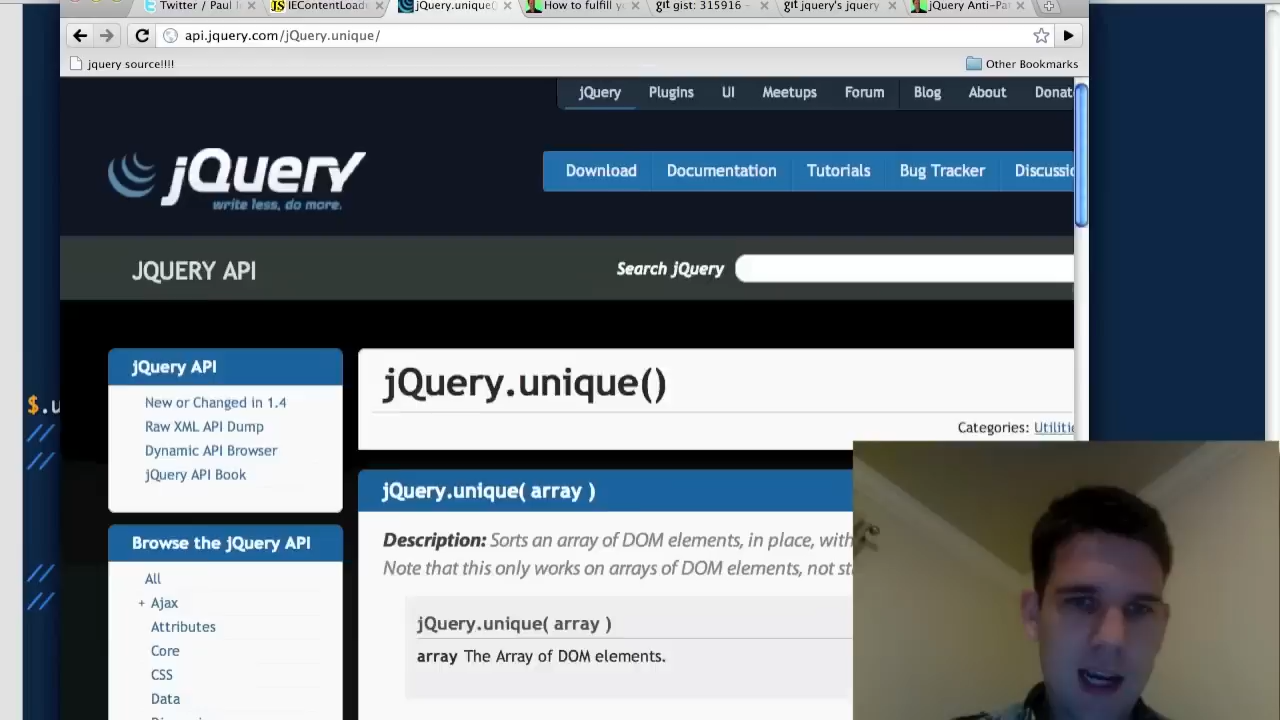 Twitter / Paul I
JS IEContentLoad
jQuery.unique(
How to fulfill yo
git gist: 315916 –
git jquery's jquery
jQuery Anti-Pa
api.jquery.com/jQuery.unique/
jquery source!!!!
Other Bookmarks
jQuery
Plugins
UI
Meetups
Forum
Blog
About
Donat
jQuery
write less, do more.
Download
Documentation
Tutorials
Bug Tracker
Discussio
JQUERY API
Search jQuery
jQuery API
New or Changed in 1.4
Raw XML API Dump
Dynamic API Browser
jQuery API Book
Browse the jQuery API
All
+ Ajax
Attributes
Core
CSS
Data
$.u
//
//
//
//
jQuery.unique()
Categories: Utilitie
jQuery.unique( array )
Description: Sorts an array of DOM elements, in place, with
Note that this only works on arrays of DOM elements, not st
jQuery.unique( array )
array The Array of DOM elements.